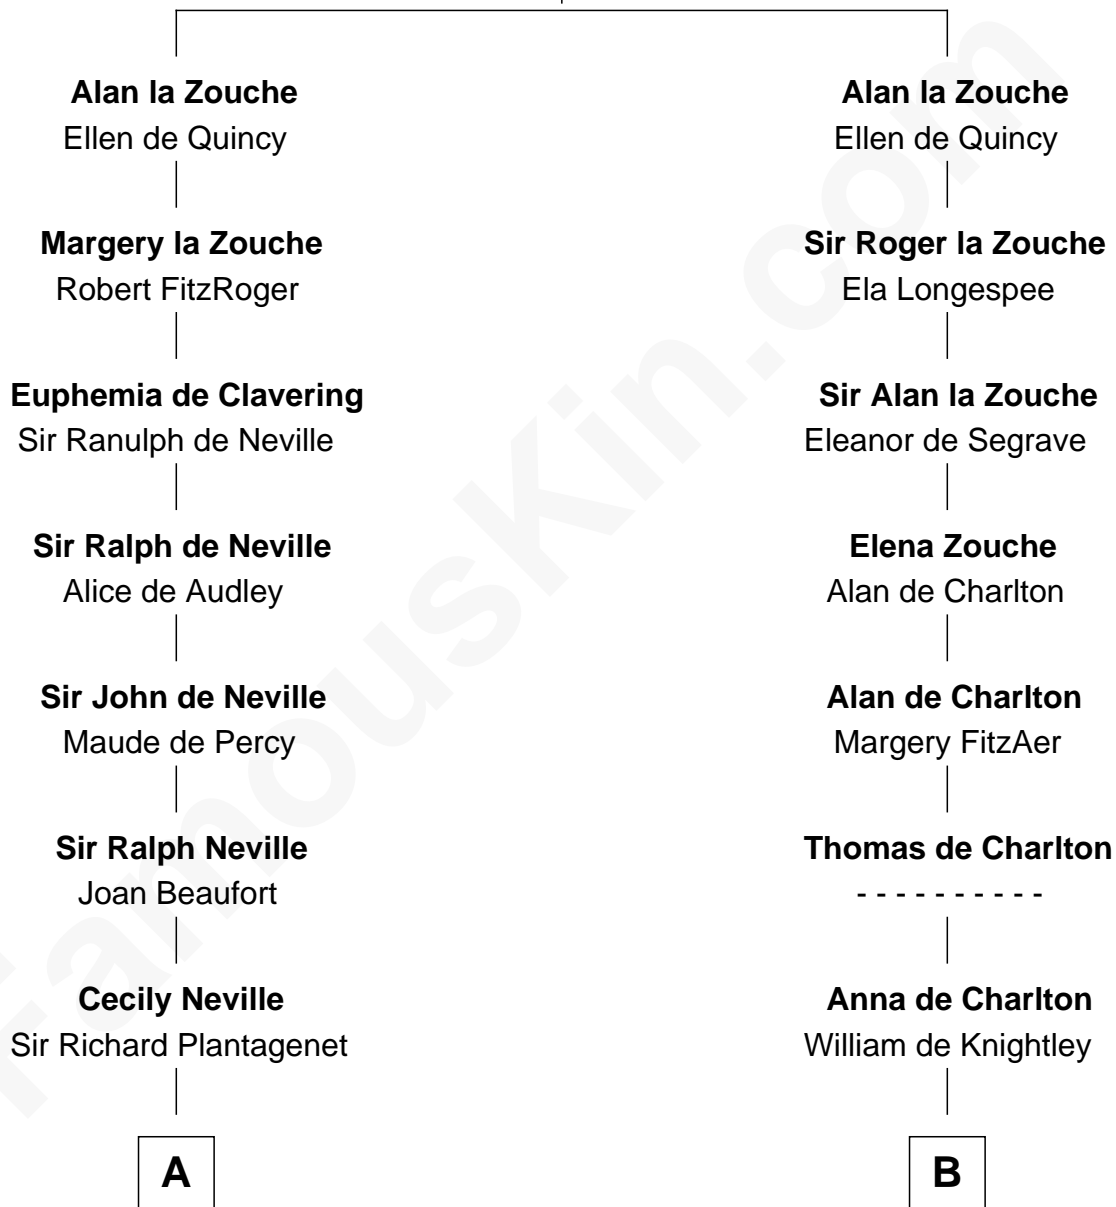 Alan la Zouche
Ellen de Quincy
Margery la Zouche
Robert FitzRoger
Euphemia de Clavering
Sir Ranulph de Neville
Sir Ralph de Neville
Alice de Audley
Sir John de Neville
Maude de Percy
Sir Ralph Neville
Joan Beaufort
Cecily Neville
Sir Richard Plantagenet
A
Alan la Zouche
Ellen de Quincy
Sir Roger la Zouche
Ela Longespee
Sir Alan la Zouche
Eleanor de Segrave
Elena Zouche
Alan de Charlton
Alan de Charlton
Margery FitzAer
Thomas de Charlton
- - - - - - - - - -
Anna de Charlton
William de Knightley
B
FamousKin.com